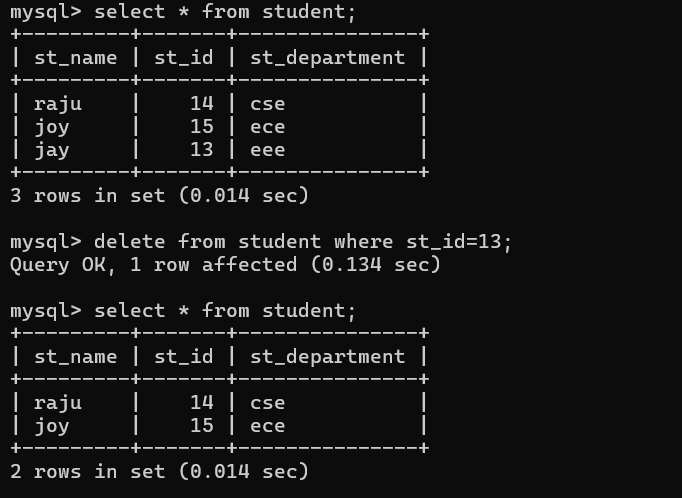 mysql> select * from student;
+---------+-------+---------------+
| st_name | st_id | st_department |
+---------+-------+---------------+
| raju    |    14 | cse           |
| joy     |    15 | ece           |
| jay     |    13 | eee           |
+---------+-------+---------------+
3 rows in set (0.014 sec)

mysql> delete from student where st_id=13;
Query OK, 1 row affected (0.134 sec)

mysql> select * from student;
+---------+-------+---------------+
| st_name | st_id | st_department |
+---------+-------+---------------+
| raju    |    14 | cse           |
| joy     |    15 | ece           |
+---------+-------+---------------+
2 rows in set (0.014 sec)